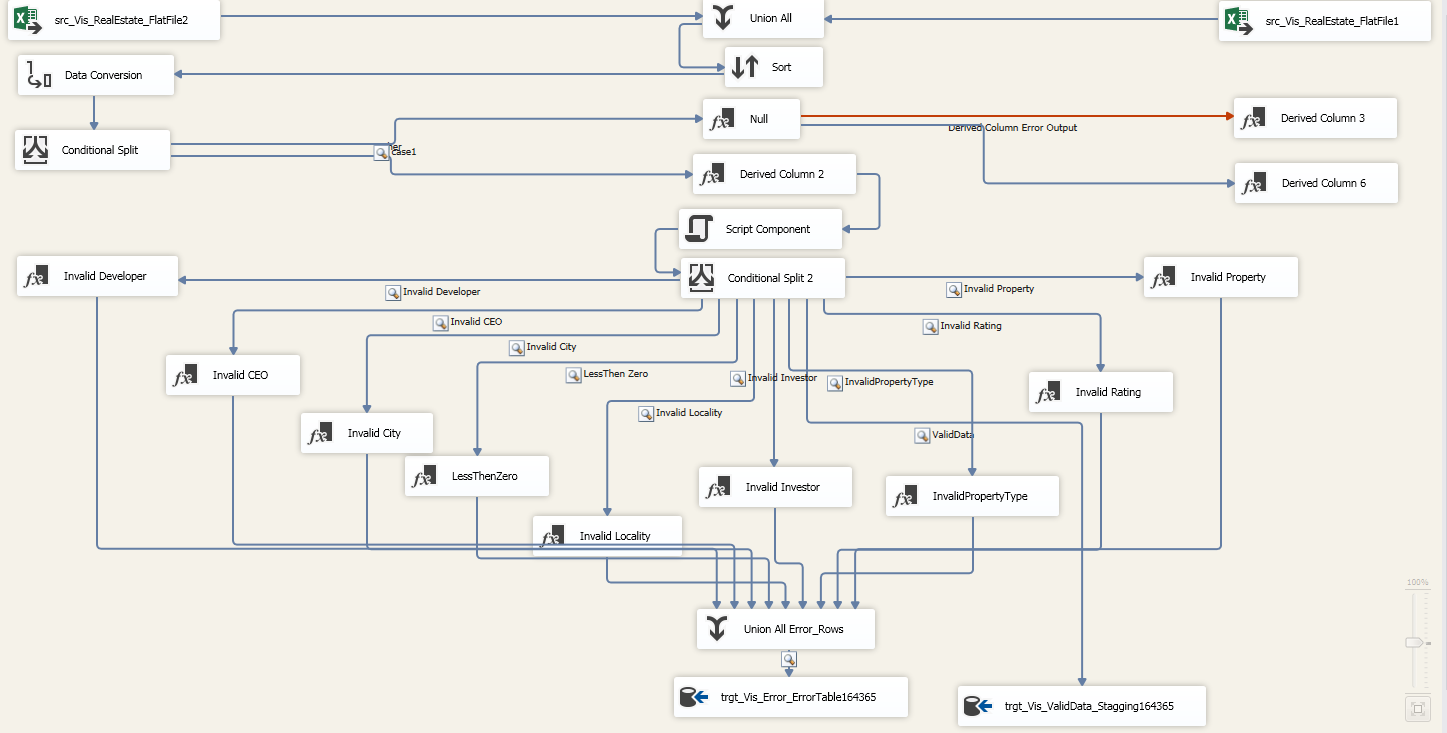 src_Vis_RealEstate_FlatFile2
Union All
src_Vis_RealEstate_FlatFile1
Sort
Data Conversion
Null
Derived Column 3
Derived Column Error Output
Conditional Split
case1
Derived Column 2
Derived Column 6
Script Component
Invalid Developer
Conditional Split 2
Invalid Property
Invalid Developer
Invalid Property
Invalid CEO
Invalid Rating
Invalid City
LessThen Zero
Invalid Investor
InvalidPropertyType
Invalid CEO
Invalid Rating
Invalid Locality
Invalid City
ValidData
LessThenZero
Invalid Investor
InvalidPropertyType
Invalid Locality
100%
Union All Error_Rows
trgt_Vis_Error_ErrorTable164365
trgt_Vis_ValidData_Stagging164365